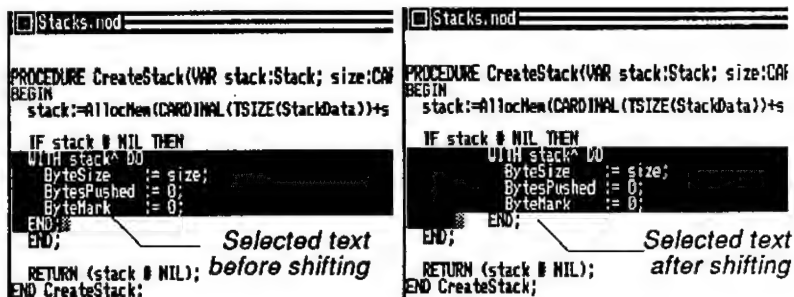 Stacks.mod
PROCEDURE CreateStack(VAR stack:Stack; size:CAR
BEGIN
stack:=AllocMem(CARDINAL(TSIZE(StackData))+s
IF stack # NIL THEN
WITH stack^ DO
ByteSize := size;
BytesPushed := 0;
ByteMark := 0;
END;
END;
RETURN (stack # NIL);
END CreateStack;
Selected text
before shifting
Stacks.mod
PROCEDURE CreateStack(VAR stack:Stack; size:CAR
BEGIN
stack:=AllocMem(CARDINAL(TSIZE(StackData))+s
IF stack # NIL THEN
WITH stack^ DO
ByteSize := size;
BytesPushed := 0;
ByteMark := 0;
END;
END;
RETURN (stack # NIL);
END CreateStack;
Selected text
after shifting